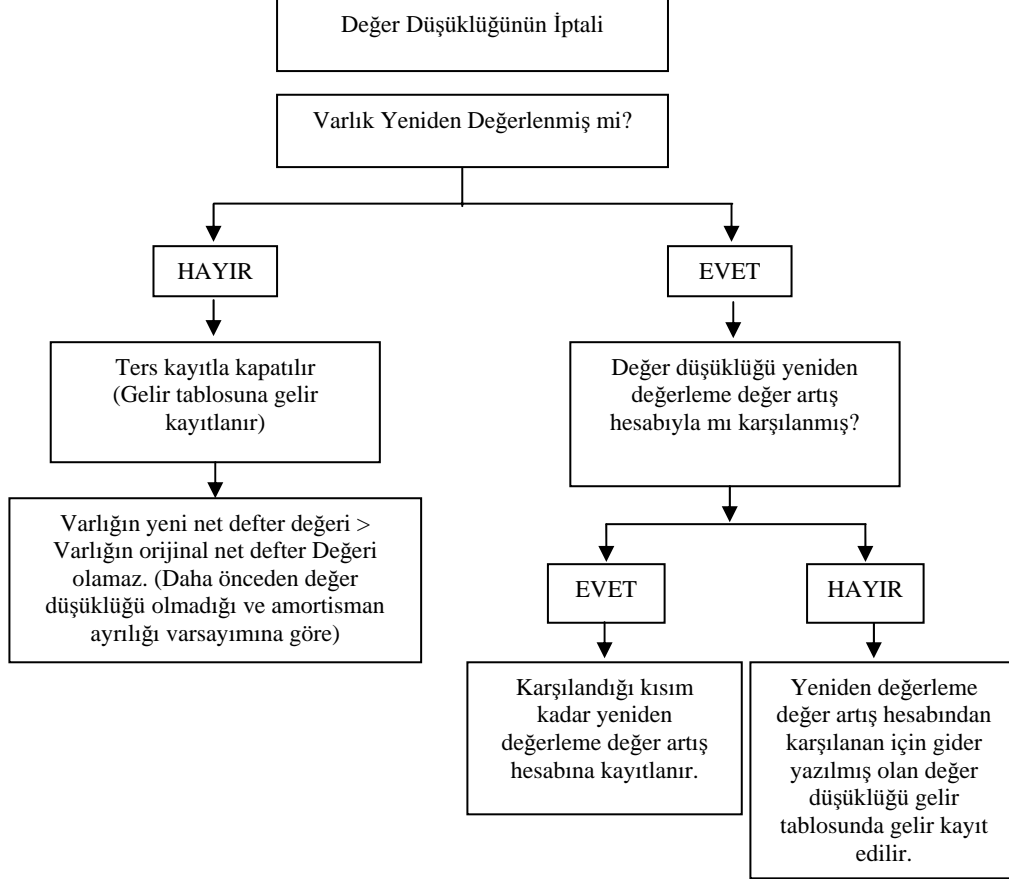 Değer Düşüklüğünün İptali
Varlık Yeniden Değerlenmiş mi?
HAYIR
EVET
Ters kayıtla kapatılır
(Gelir tablosuna gelir
kayıtlanır)
Değer düşüklüğü yeniden
değerleme değer artış
hesabıyla mı karşılanmış?
Varlığın yeni net defter değeri >
Varlığın orijinal net defter Değeri
olamaz. (Daha önceden değer
düşüklüğü olmadığı ve amortisman
ayrılığı varsayımına göre)
EVET
HAYIR
Karşılandığı kısım
kadar yeniden
değerleme değer artış
hesabına kayıtlanır.
Yeniden değerleme
değer artış hesabından
karşılanan için gider
yazılmış olan değer
düşüklüğü gelir
tablosunda gelir kayıt
edilir.